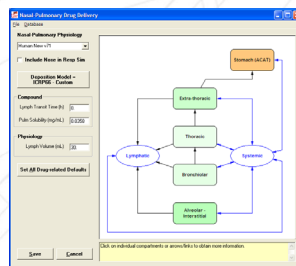 Nasal-Pulmonary Drug Delivery
File Database
Nasal-Pulmonary Physiology
Human-New-v71
Include Nose in Resp Sim
Deposition Model =
ICRP66 - Custom
Compound
Lymph Transit Time (h)
Pulm Solubility (mg/mL) 0.0350
Physiology
Lymph Volume (mL)
Set All Drug-related Defaults
Save Cancel
Stomach (ACAT)
Extra-thoracic
Thoracic
Lymphatic
Systemic
Bronchiolar
Alveolar -
Interstitial
Click on individual compartments or arrows/links to obtain more information.